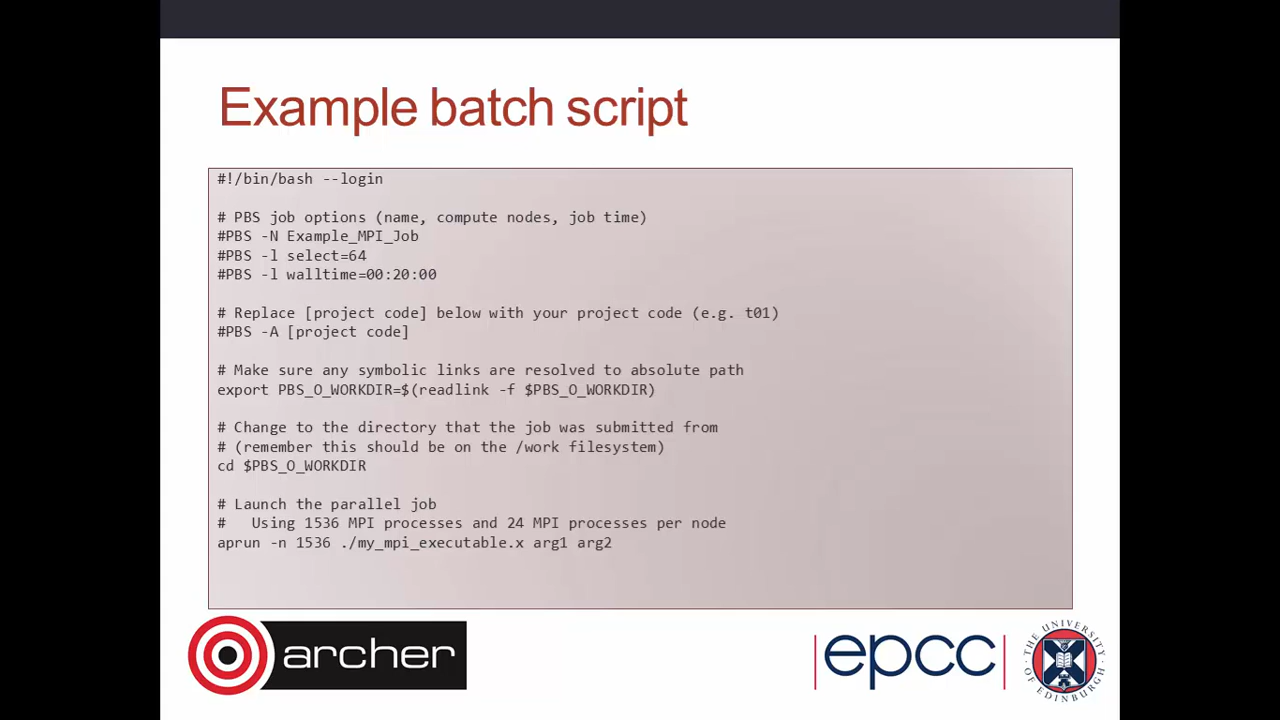 Example batch script
#!/bin/bash --login
# PBS job options (name, compute nodes, job time)
#PBS -N Example_MPI_Job
#PBS -l select=64
#PBS -l walltime=00:20:00
# Replace [project code] below with your project code (e.g. t01)
#PBS -A [project code]
# Make sure any symbolic links are resolved to absolute path
export PBS_O_WORKDIR=$(readlink -f $PBS_O_WORKDIR)
# Change to the directory that the job was submitted from
# (remember this should be on the /work filesystem)
cd $PBS_O_WORKDIR
# Launch the parallel job
#   Using 1536 MPI processes and 24 MPI processes per node
aprun -n 1536 ./my_mpi_executable.x arg1 arg2
archer
epcc
THE UNIVERSITY OF EDINBURGH